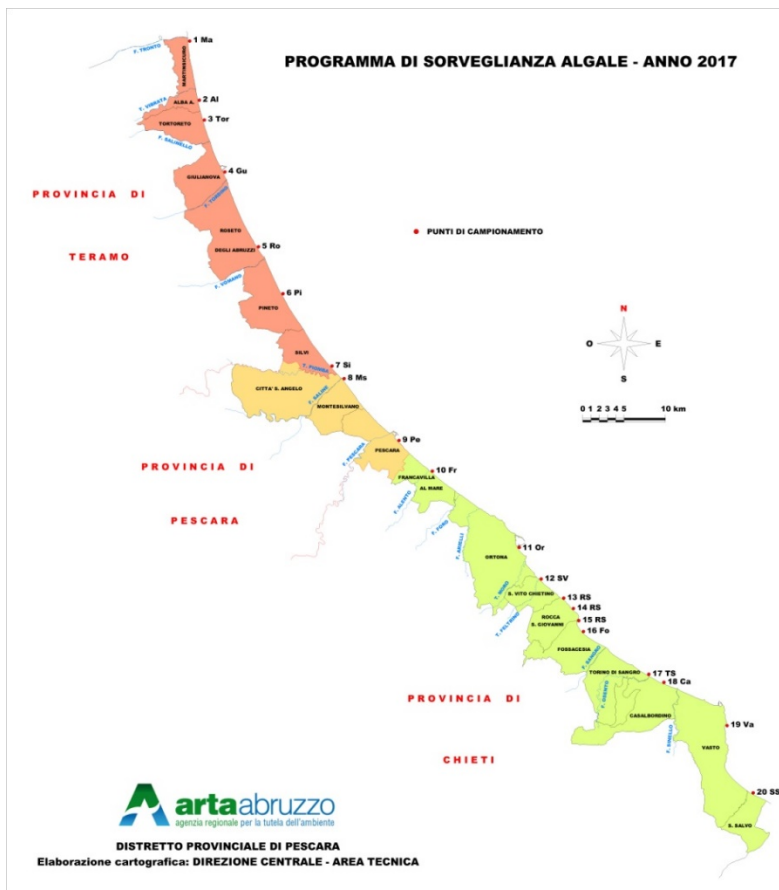 PROGRAMMA DI SORVEGLIANZA ALGALE - ANNO 2017
F. TRONTO
1 Ma
MARTINSICURO
T. VIBRATA
ALBA A.
2 Al
TORTORETO
3 Tor
F. SALINELLO
4 Gu
GIULIANOVA
PROVINCIA DI
TERAMO
F. TORDINO
PUNTI DI CAMPIONAMENTO
ROSETO
DEGLI ABRUZZI
5 Ro
F. VOMANO
6 Pi
PINETO
N
O
E
S
SILVI
7 Si
T. PIOMBA
8 Ms
CITTA' S. ANGELO
F. SALINE
MONTESILVANO
0 1 2 3 4 5 10 km
9 Pe
F. PESCARA
PESCARA
PROVINCIA DI
PESCARA
10 Fr
FRANCAVILLA
AL MARE
F. ALENTO
F. FORO
F. ARIELLI
11 Or
ORTONA
12 SV
T. MORO
S. VITO CHIETINO
13 RS
14 RS
T. FELTRINO
ROCCA
S. GIOVANNI
15 RS
16 Fo
FOSSACESIA
F. SANGRO
17 TS
TORINO DI SANGRO
18 Ca
F. OSENTO
PROVINCIA DI
CHIETI
CASALBORDINO
F. SINELLO
VASTO
19 Va
20 SS
S. SALVO
artaabruzzo
agenzia regionale per la tutela dell'ambiente
DISTRETTO PROVINCIALE DI PESCARA
Elaborazione cartografica: DIREZIONE CENTRALE - AREA TECNICA